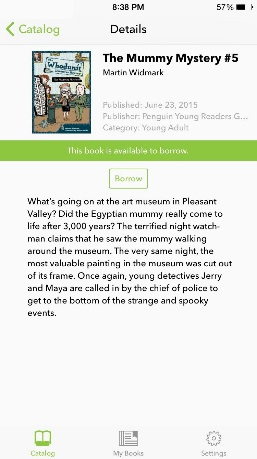 8:38 PM
57%
Catalog
Details
Whodunit
The Mummy Mystery #5
Martin Widmark
Published: June 23, 2015
Publisher: Penguin Young Readers G...
Category: Young Adult
This book is available to borrow.
Borrow
What's going on at the art museum in Pleasant
Valley? Did the Egyptian mummy really come to
life after 3,000 years? The terrified night watch-
man claims that he saw the mummy walking
around the museum. The very same night, the
most valuable painting in the museum was cut out
of its frame. Once again, young detectives Jerry
and Maya are called in by the chief of police to
get to the bottom of the strange and spooky
events.
Catalog
My Books
Settings